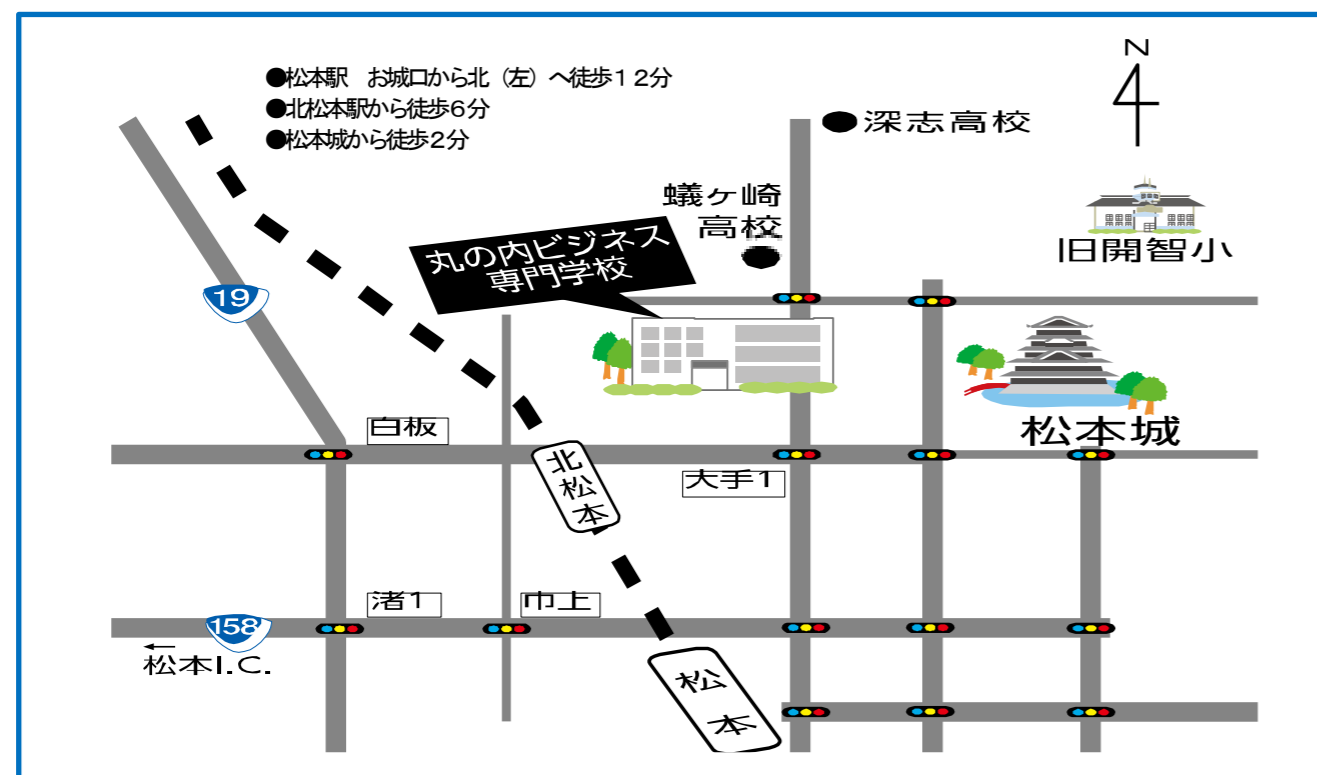 N
●松本駅　お城口から北（左）へ徒歩１２分
●北松本駅から徒歩６分
●松本城から徒歩２分
●深志高校
蟻ヶ崎
高校
旧開智小
丸の内ビジネス
専門学校
19
松本城
白板
北松本
大手1
渚1
巾上
158
←
松本I.C.
松本